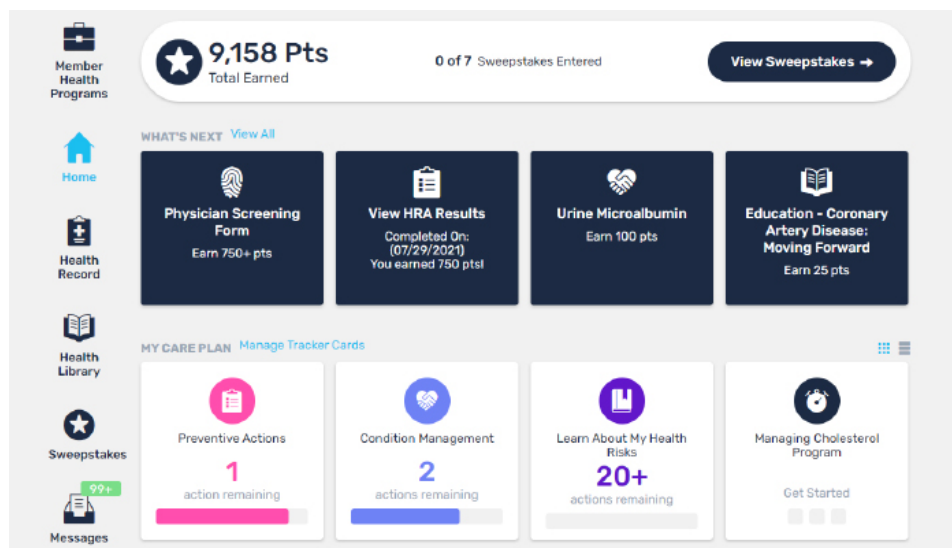 Member
Health
Programs
Home
Health
Record
Health
Library
Sweepstakes
99+
Messages
9,158 Pts
Total Earned
0 of 7 Sweepstakes Entered
View Sweepstakes →
WHAT'S NEXT View All
Physician Screening
Form
Earn 750+ pts
View HRA Results
Completed On:
(07/29/2021)
You earned 750 pts!
Urine Microalbumin
Earn 100 pts
Education - Coronary
Artery Disease:
Moving Forward
Earn 25 pts
MY CARE PLAN Manage Tracker Cards
Preventive Actions
1
action remaining
Condition Management
2
actions remaining
Learn About My Health
Risks
20+
actions remaining
Managing Cholesterol
Program
Get Started